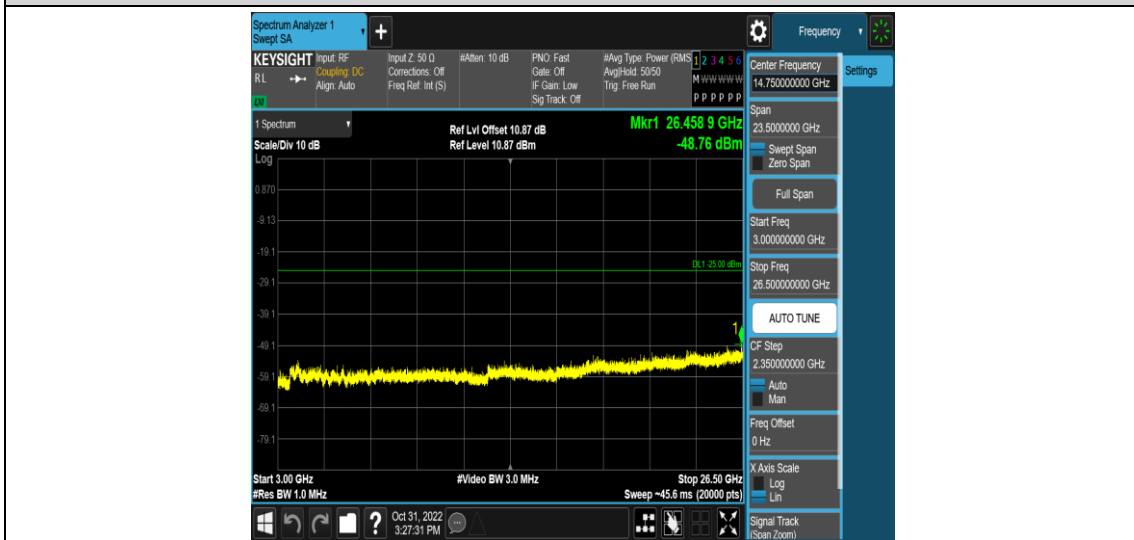 Spectrum Analyzer 1
Swept SA
+
Frequency
KEYSIGHT
RL
LXI
Input: RF
Coupling: DC
Align: Auto
Input Z: 50 Ω
Corrections: Off
Freq Ref: Int (S)
#Atten: 10 dB
PNO: Fast
Gate: Off
IF Gain: Low
Sig Track: Off
#Avg Type: Power (RMS
Avg|Hold: 50/50
Trig: Free Run
1 2 3 4 5 6
M W W W W W
P P P P P P
1 Spectrum
Scale/Div 10 dB
Log
Ref Lvl Offset 10.87 dB
Ref Level 10.87 dBm
Mkr1 26.458 9 GHz
-48.76 dBm
0.870
-9.13
-19.1
DL1 -25.00 dBm
-29.1
-39.1
1
-49.1
-59.1
-69.1
-79.1
Start 3.00 GHz
#Res BW 1.0 MHz
#Video BW 3.0 MHz
Stop 26.50 GHz
Sweep ~45.6 ms (20000 pts)
?
Oct 31, 2022
3:27:31 PM
Center Frequency
14.750000000 GHz
Settings
Span
23.5000000 GHz
Swept Span
Zero Span
Full Span
Start Freq
3.000000000 GHz
Stop Freq
26.500000000 GHz
AUTO TUNE
CF Step
2.350000000 GHz
Auto
Man
Freq Offset
0 Hz
X Axis Scale
Log
Lin
Signal Track
(Span Zoom)